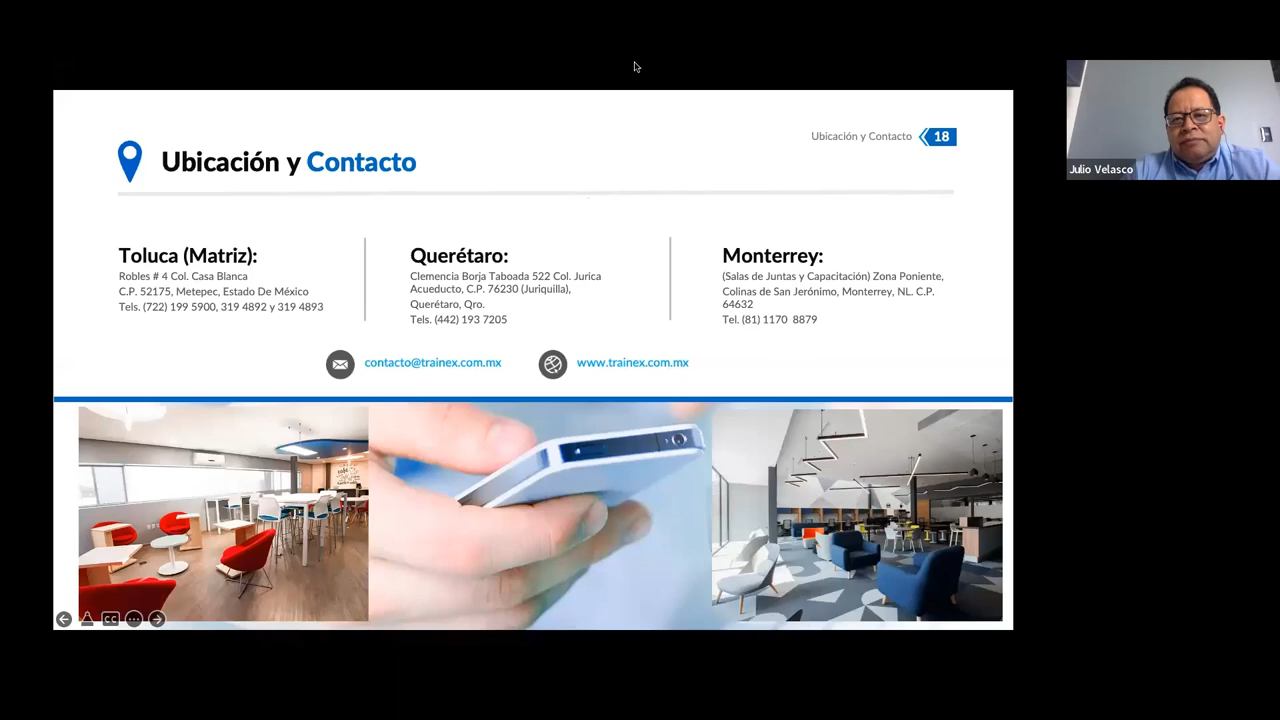 Ubicación y Contacto 18
Ubicación y Contacto
Toluca (Matriz):
Robles # 4 Col. Casa Blanca
C.P. 52175, Metepec, Estado De México
Tels. (722) 199 5900, 319 4892 y 319 4893
Querétaro:
Clemencia Borja Taboada 522 Col. Jurica
Acueducto, C.P. 76230 (Juriquilla),
Querétaro, Qro.
Tels. (442) 193 7205
Monterrey:
(Salas de Juntas y Capacitación) Zona Poniente,
Colinas de San Jerónimo, Monterrey, NL. C.P.
64632
Tel. (81) 1170 8879
contacto@trainex.com.mx
www.trainex.com.mx
CC
Julio Velasco